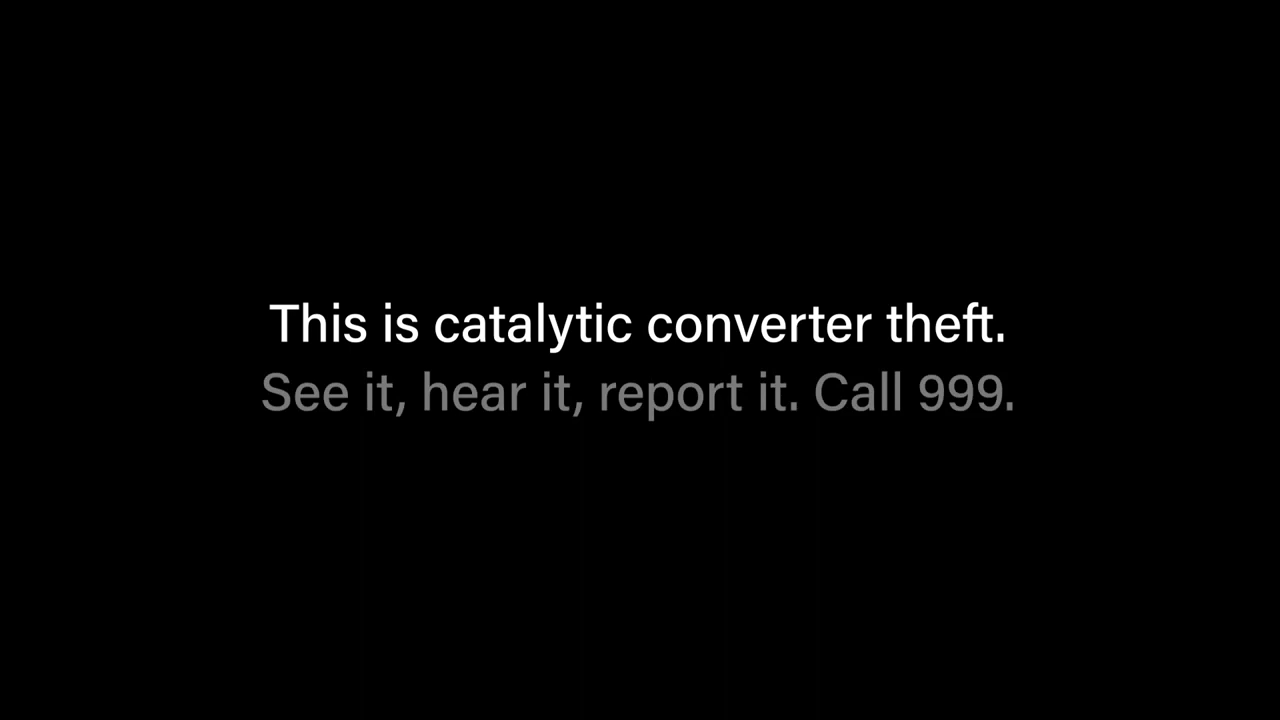 This is catalytic converter theft.
See it, hear it, report it. Call 999.